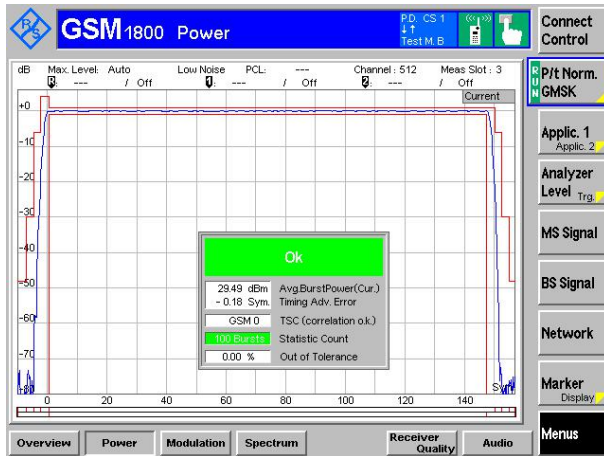 R/S GSM1800 Power P.D. CS 1
Test M. B
Connect Control
dB Max. Level: Auto Low Noise PCL: --- Channel : 512 Meas Slot : 3
1: --- / Off --- / Off 2: --- / Off
Current
RUN P/t Norm. GMSK
+0
-10
-20
-30
-40
-50
-60
-70
-80
Applic. 1
Applic. 2
Analyzer Level Trg.
MS Signal
BS Signal
Network
Marker
Display
Menus
Ok
29.49 dBm Avg.BurstPower(Cur.)
- 0.18 Sym. Timing Adv. Error
GSM 0 TSC (correlation o.k.)
100 Bursts Statistic Count
0.00 % Out of Tolerance
0 20 40 60 80 100 120 140
Overview Power Modulation Spectrum Receiver Quality Audio